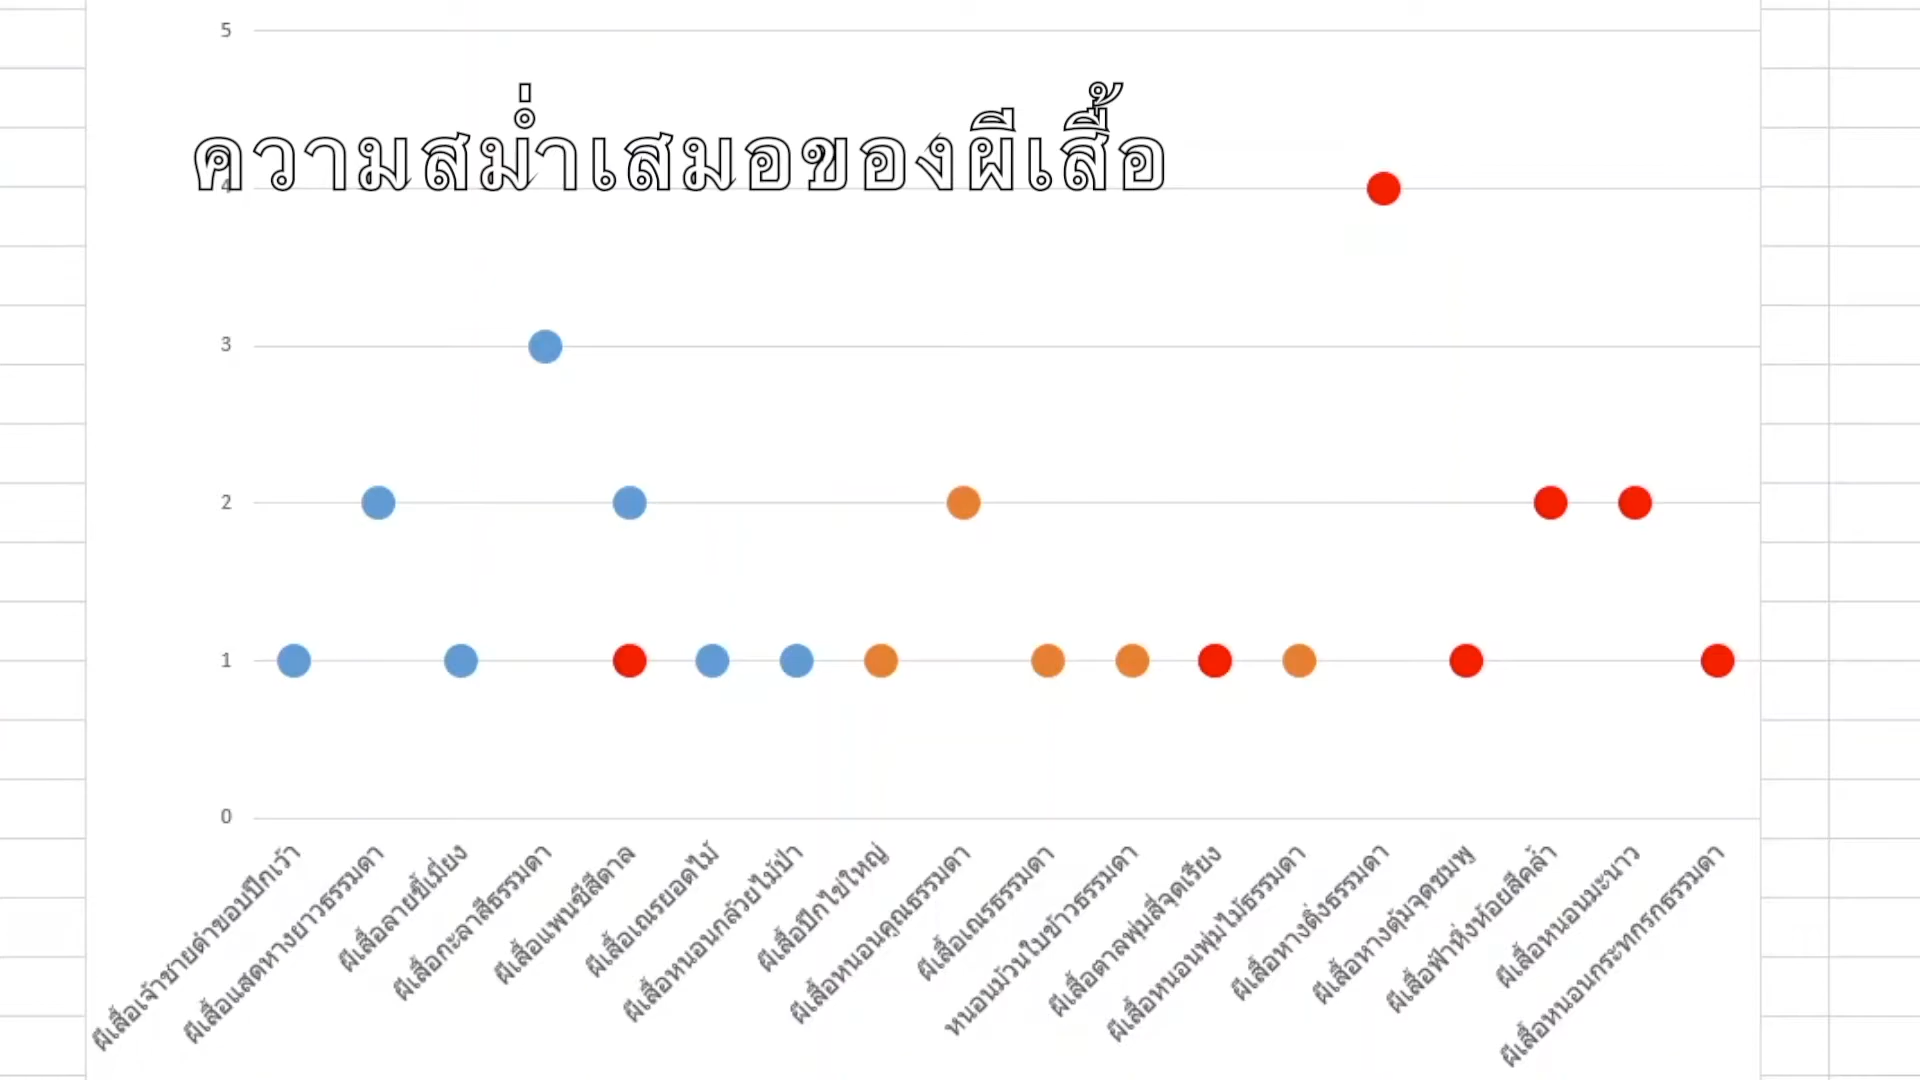 5
ความสม่ำเสมอของผีเสื้อ
4
3
2
1
0
ผีเสื้อเจ้าชายดำขอบปีกเว้า
ผีเสื้อแสดหางยาวธรรมดา
ผีเสื้อลายขี้เมี่ยง
ผีเสื้อกะลาสีธรรมดา
ผีเสื้อแพนซีสีตาล
ผีเสื้อเณรยอดไม้
ผีเสื้อหนอนกล้วยไม้ป่า
ผีเสื้อปีกไข่ใหญ่
ผีเสื้อหนอนคูณธรรมดา
ผีเสื้อเณรธรรมดา
หนอนม้วนใบข้าวธรรมดา
ผีเสื้อตาลพุ่มสี่จุดเรียง
ผีเสื้อหนอนพุ่มไม้ธรรมดา
ผีเสื้อหางติ่งธรรมดา
ผีเสื้อหางตุ้มจุดชมพู
ผีเสื้อฟ้าหิ่งห้อยสีคล้ำ
ผีเสื้อหนอนมะนาว
ผีเสื้อหนอนกระทกรกธรรมดา